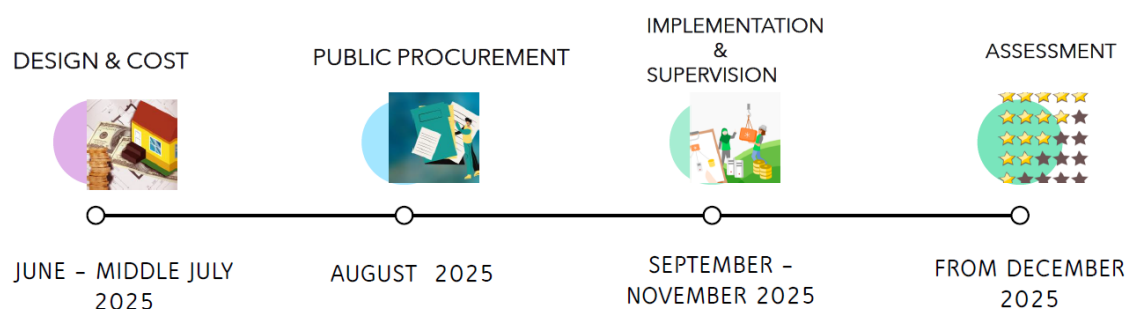 DESIGN & COST
PUBLIC PROCUREMENT
IMPLEMENTATION
&
SUPERVISION
ASSESSMENT
JUNE – MIDDLE JULY
2025
AUGUST 2025
SEPTEMBER –
NOVEMBER 2025
FROM DECEMBER
2025